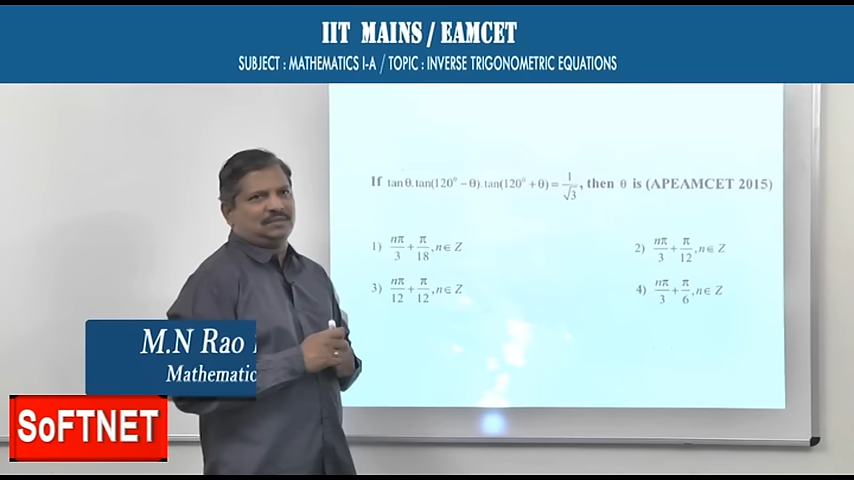 IIT MAINS / EAMCET
SUBJECT : MATHEMATICS I-A / TOPIC : INVERSE TRIGONOMETRIC EQUATIONS
If tan θ. tan(120⁰ − θ). tan(120⁰ + θ) = 1/√3, then θ is (APEAMCET 2015)
1) nπ/3 + π/18, n ∈ Z
2) nπ/3 + π/12, n ∈ Z
3) nπ/12 + π/12, n ∈ Z
4) nπ/3 + π/6, n ∈ Z
M.N Rao
Mathematic
SoFTNET